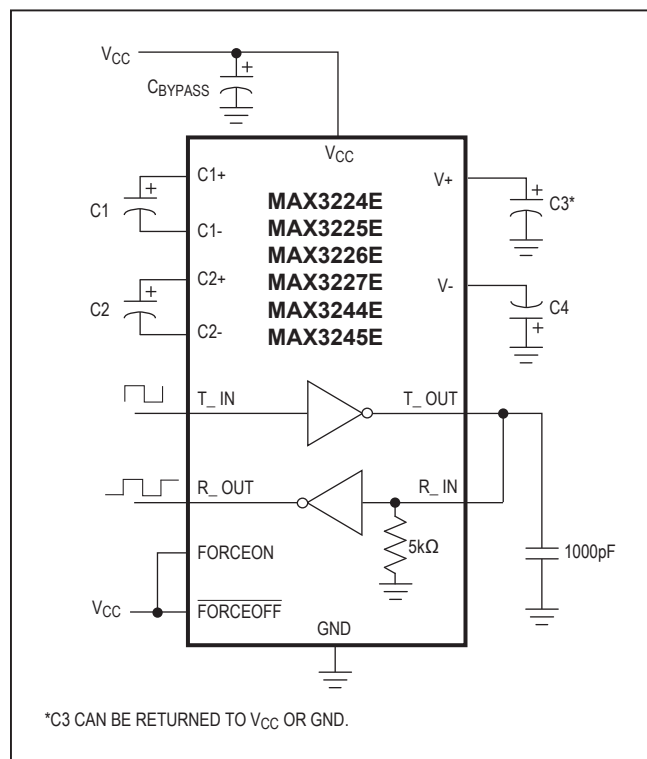 VCC
CBYPASS
+
VCC
C1+
C1
+
C1-
C2+
C2
+
C2-
MAX3224E
MAX3225E
MAX3226E
MAX3227E
MAX3244E
MAX3245E
V+
+
C3*
V-
C4
+
T_ IN
T_ OUT
R_ OUT
R_ IN
5kΩ
1000pF
FORCEON
VCC
FORCEOFF
GND
*C3 CAN BE RETURNED TO VCC OR GND.